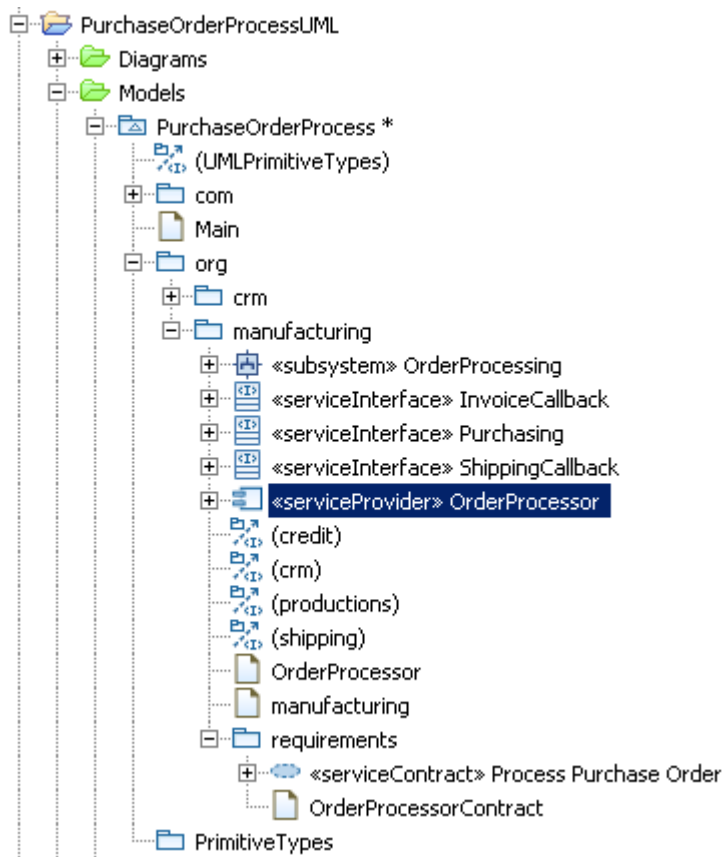 PurchaseOrderProcessUML
Diagrams
Models
PurchaseOrderProcess *
(UMLPrimitiveTypes)
com
Main
org
crm
manufacturing
«subsystem» OrderProcessing
«serviceInterface» InvoiceCallback
«serviceInterface» Purchasing
«serviceInterface» ShippingCallback
«serviceProvider» OrderProcessor
(credit)
(crm)
(productions)
(shipping)
OrderProcessor
manufacturing
requirements
«serviceContract» Process Purchase Order
OrderProcessorContract
PrimitiveTypes